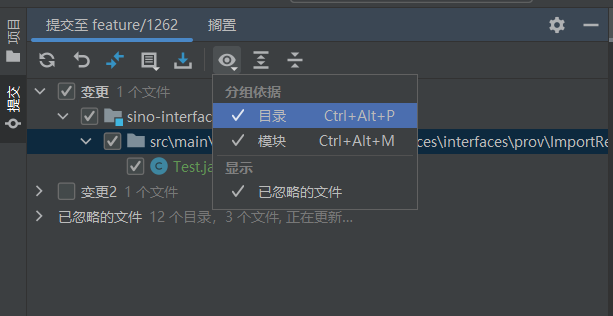 提交至 feature/1262 搁置
项目
提交
变更 1 个文件
分组依据
sino-interfac
目录 Ctrl+Alt+P
src\main\ ces\interfaces\prov\ImportRe
模块 Ctrl+Alt+M
Test.ja
显示
变更2 1 个文件
已忽略的文件
已忽略的文件 12 个目录，3 个文件, 正在更新...